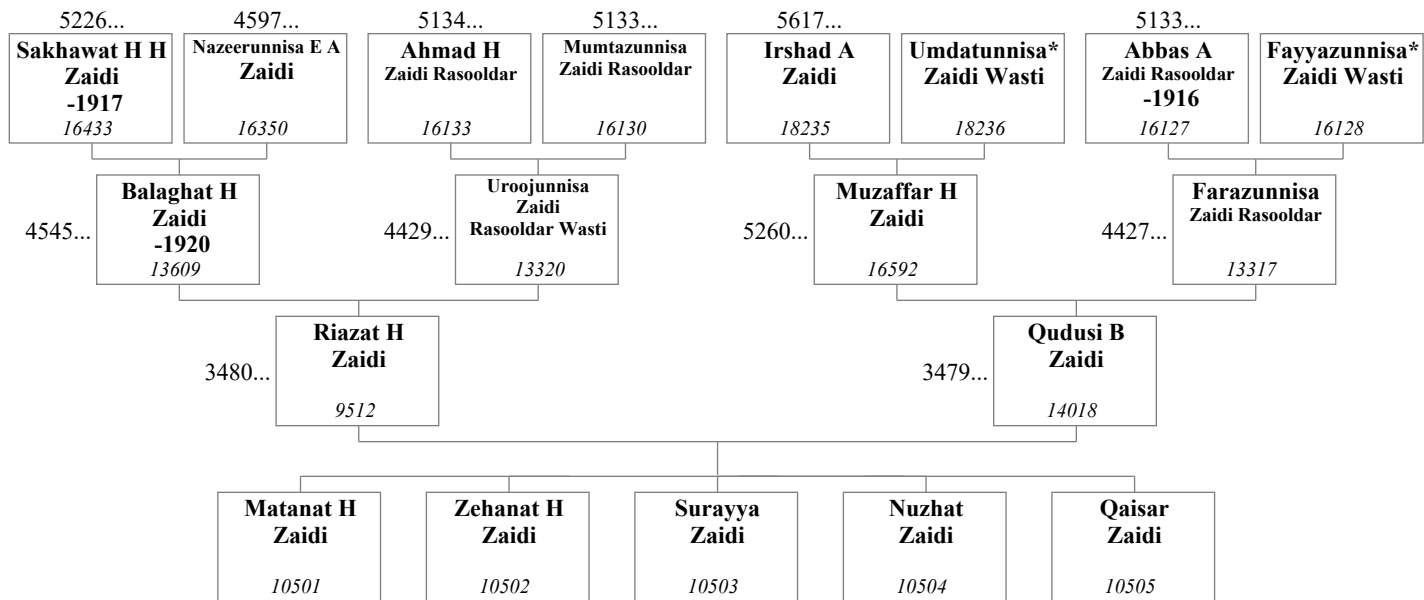 5226...
4597...
5134...
5133...
5617...
5133...
Sakhawat H H
Zaidi
-1917
16433
Nazeerunnisa E A
Zaidi
16350
Ahmad H
Zaidi Rasooldar
16133
Mumtazunnisa
Zaidi Rasooldar
16130
Irshad A
Zaidi
18235
Umdatunnisa*
Zaidi Wasti
18236
Abbas A
Zaidi Rasooldar
-1916
16127
Fayyazunnisa*
Zaidi Wasti
16128
4545...
Balaghat H
Zaidi
-1920
13609
4429...
Uroojunnisa
Zaidi
Rasooldar Wasti
13320
5260...
Muzaffar H
Zaidi
16592
4427...
Farazunnisa
Zaidi Rasooldar
13317
3480...
Riazat H
Zaidi
9512
3479...
Qudusi B
Zaidi
14018
Matanat H
Zaidi
10501
Zehanat H
Zaidi
10502
Surayya
Zaidi
10503
Nuzhat
Zaidi
10504
Qaisar
Zaidi
10505